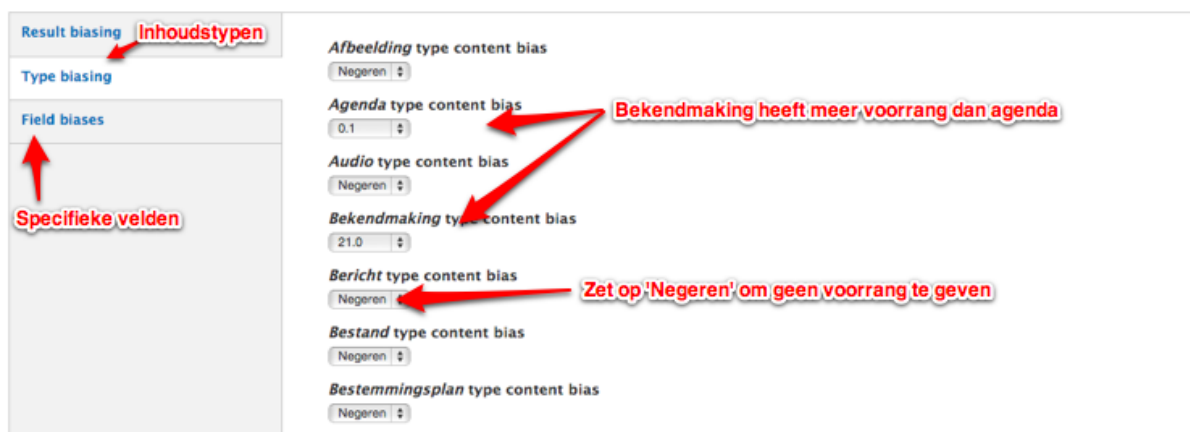 Result biasing
Inhoudstypen
Type biasing
Field biases
Specifieke velden
Afbeelding type content bias
Negeren
Agenda type content bias
0.1
Bekendmaking heeft meer voorrang dan agenda
Audio type content bias
Negeren
Bekendmaking type content bias
21.0
Bericht type content bias
Negeren
Zet op 'Negeren' om geen voorrang te geven
Bestand type content bias
Negeren
Bestemmingsplan type content bias
Negeren